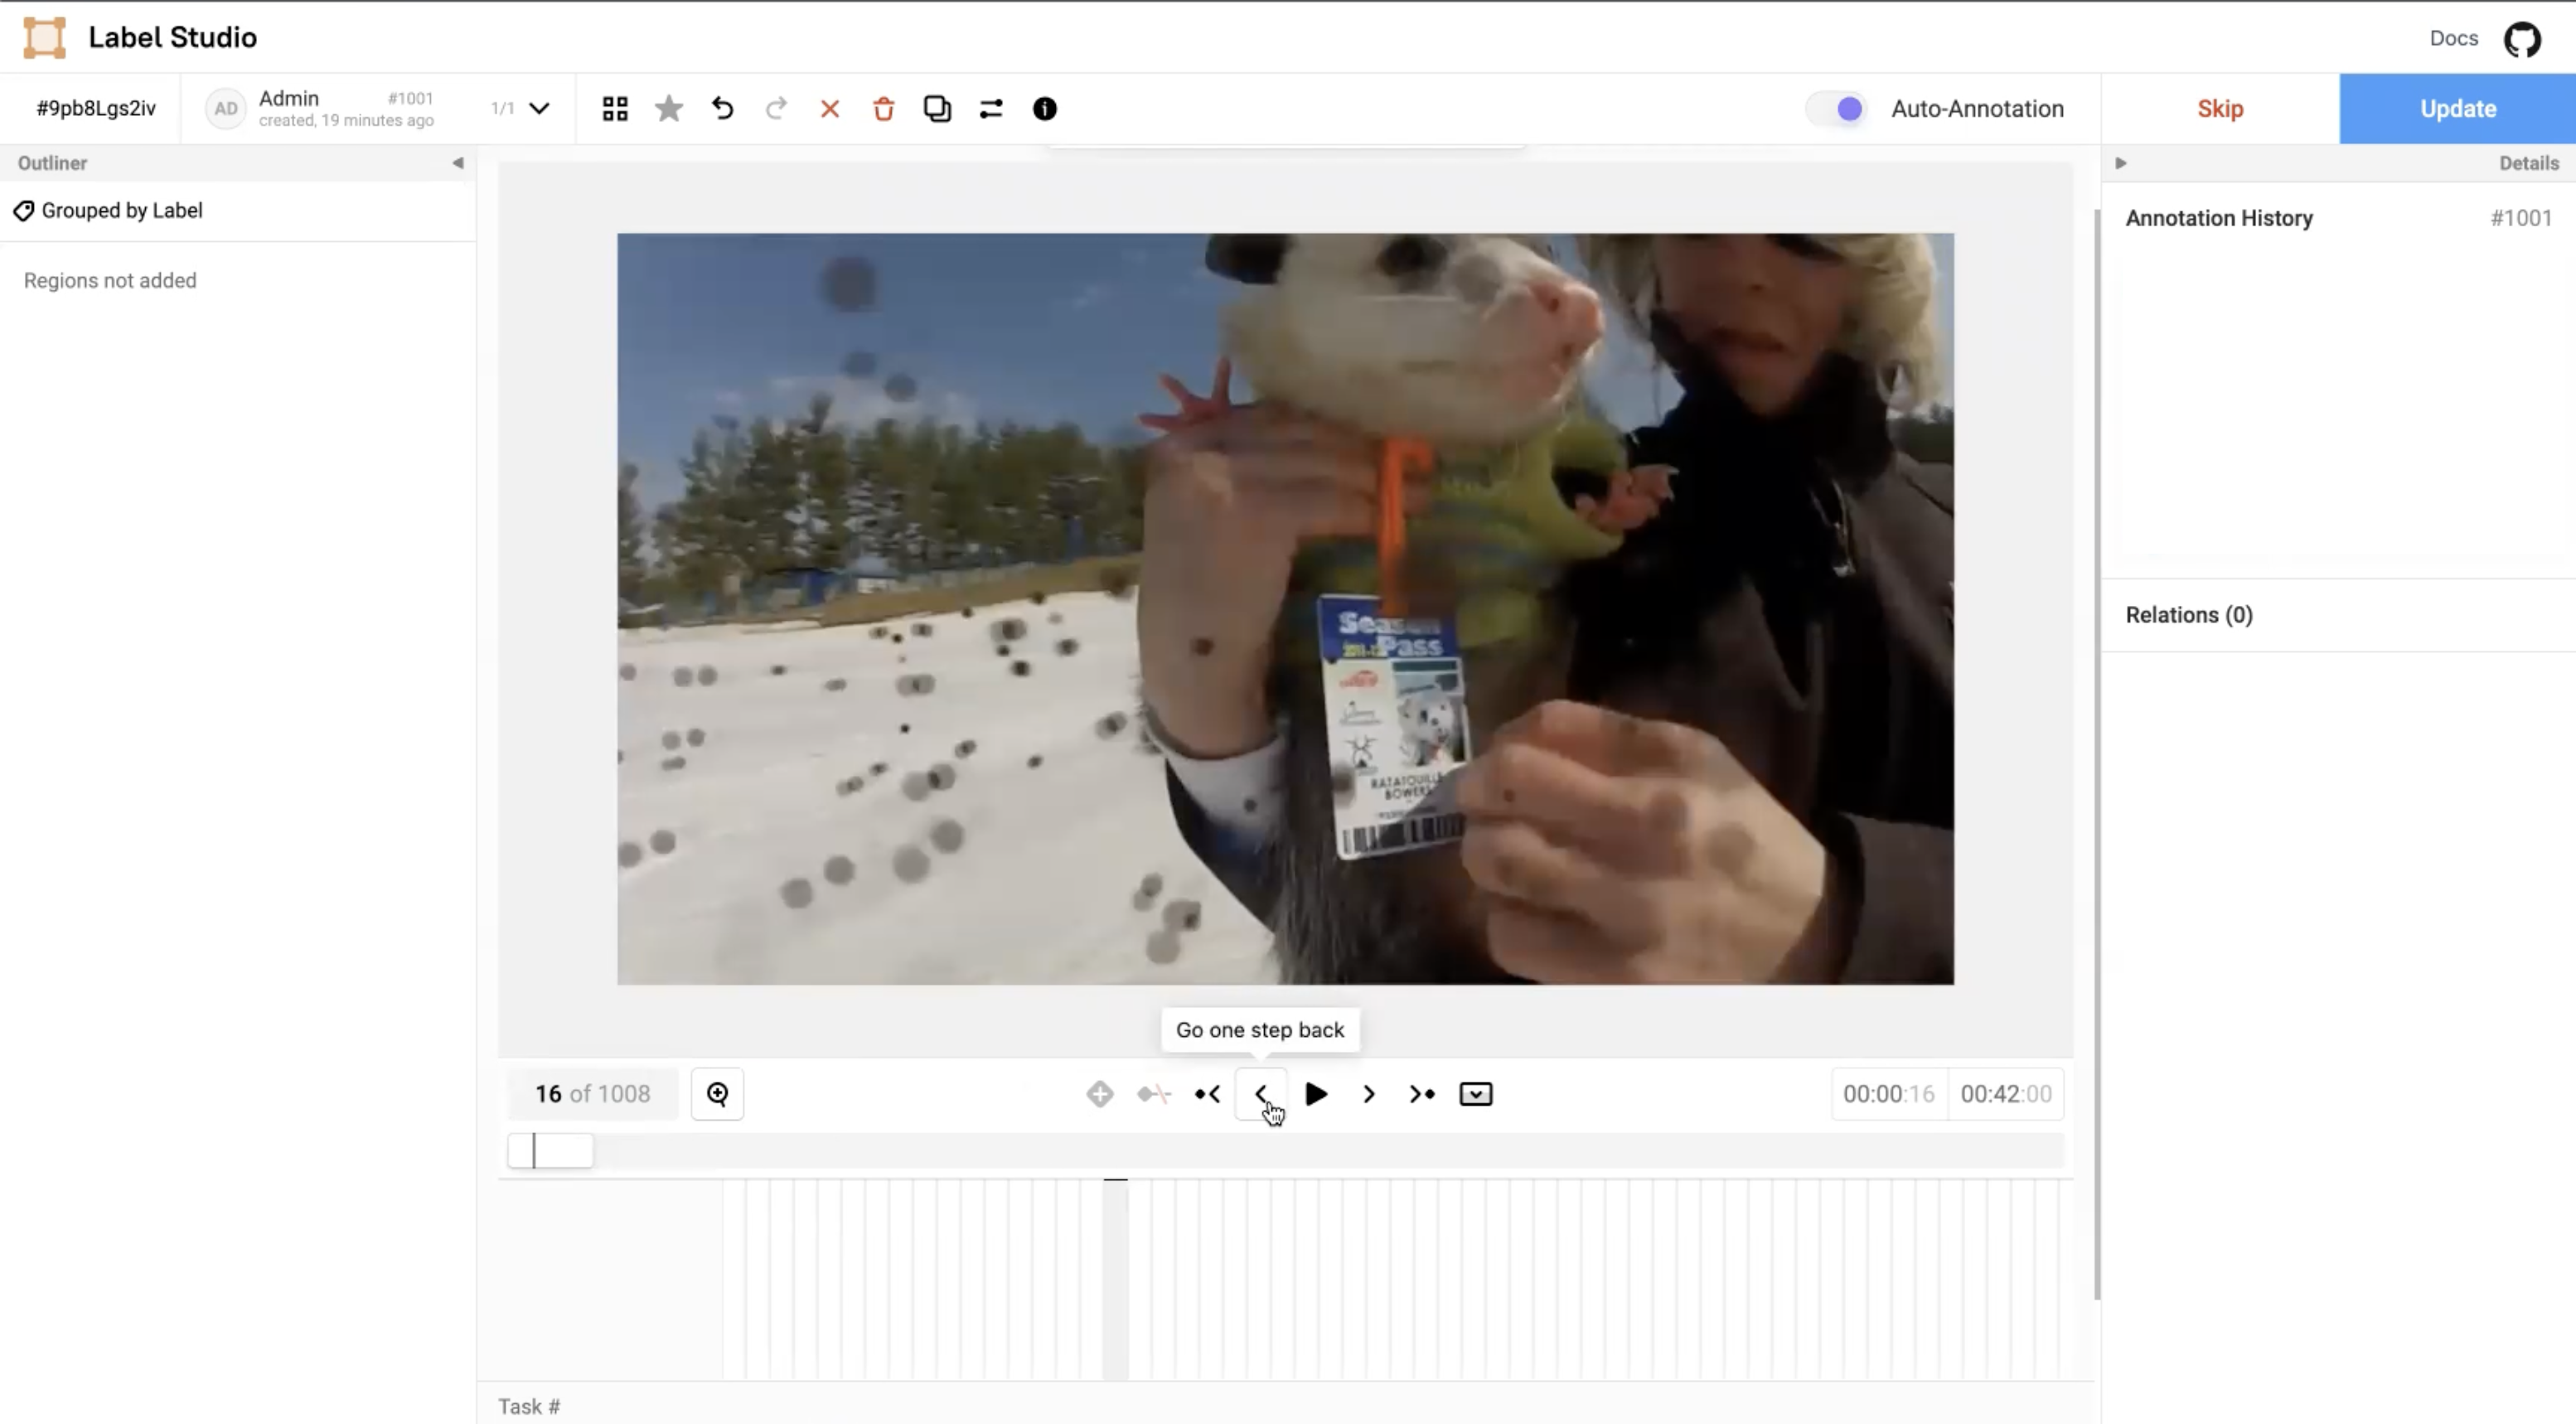 Label Studio
Docs
#9pb8Lgs2iv
AD
Admin
#1001
created, 19 minutes ago
1/1
Auto-Annotation
Skip
Update
Outliner
Details
Grouped by Label
Annotation History
#1001
Regions not added
Relations (0)
Season
Pass
RATATOUILLE
BOWERS
Go one step back
16 of 1008
00:00:16
00:42:00
Task #